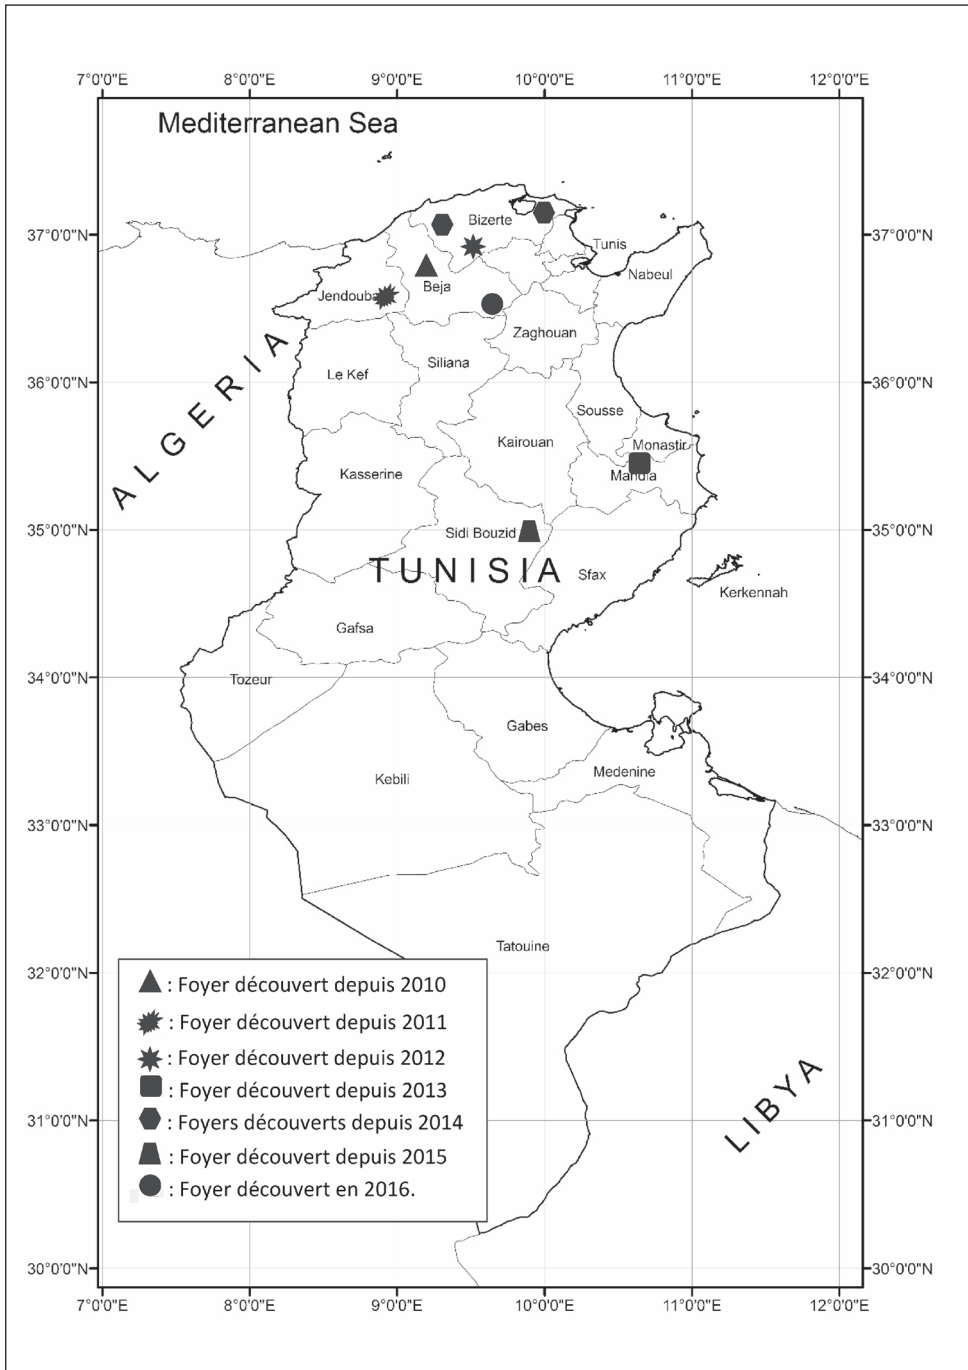 7°0'0"E 8°0'0"E 9°0'0"E 10°0'0"E 11°0'0"E 12°0'0"E
Mediterranean Sea
Bizerte
37°0'0"N 37°0'0"N
Tunis
Nabeul
Beja
Jendouba
Zaghouan
Siliana
Le Kef
ALGERIA
36°0'0"N 36°0'0"N
Sousse
Kairouan
Monastir
Kasserine
Mahdia
35°0'0"N 35°0'0"N
Sidi Bouzid
TUNISIA
Sfax
Kerkennah
Gafsa
34°0'0"N 34°0'0"N
Tozeur
Gabes
Medenine
Kebili
33°0'0"N 33°0'0"N
Tatouine
32°0'0"N 32°0'0"N
: Foyer découvert depuis 2010
: Foyer découvert depuis 2011
: Foyer découvert depuis 2012
: Foyer découvert depuis 2013
: Foyers découverts depuis 2014
: Foyer découvert depuis 2015
: Foyer découvert en 2016.
LIBYA
31°0'0"N 31°0'0"N
30°0'0"N 30°0'0"N
7°0'0"E 8°0'0"E 9°0'0"E 10°0'0"E 11°0'0"E 12°0'0"E